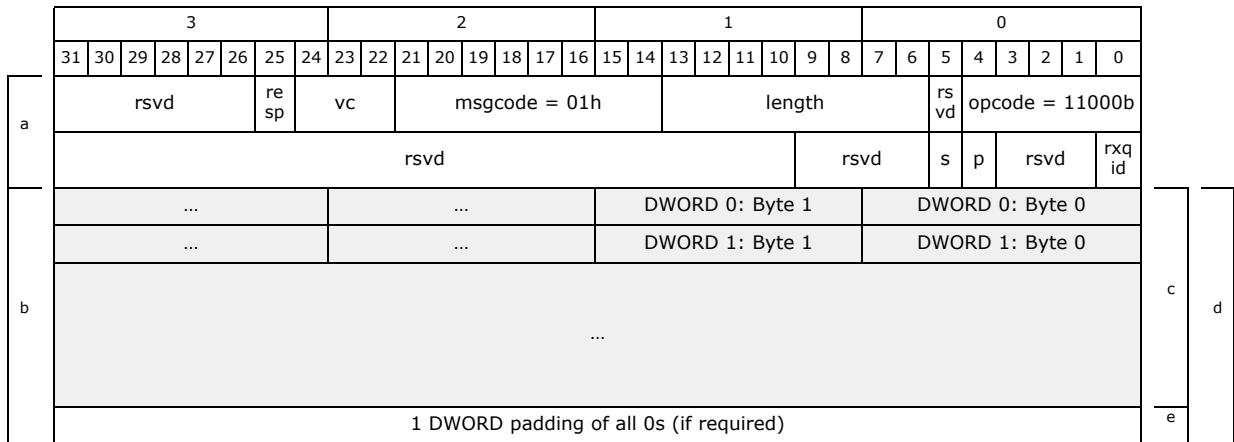 3 2 1 0
31 30 29 28 27 26 25 24 23 22 21 20 19 18 17 16 15 14 13 12 11 10 9 8 7 6 5 4 3 2 1 0
a rsvd re sp vc msgcode = 01h length rs vd opcode = 11000b
rsvd rsvd s p rsvd rxq id
... ... DWORD 0: Byte 1 DWORD 0: Byte 0
... ... DWORD 1: Byte 1 DWORD 1: Byte 0
b ... c d
1 DWORD padding of all 0s (if required) e